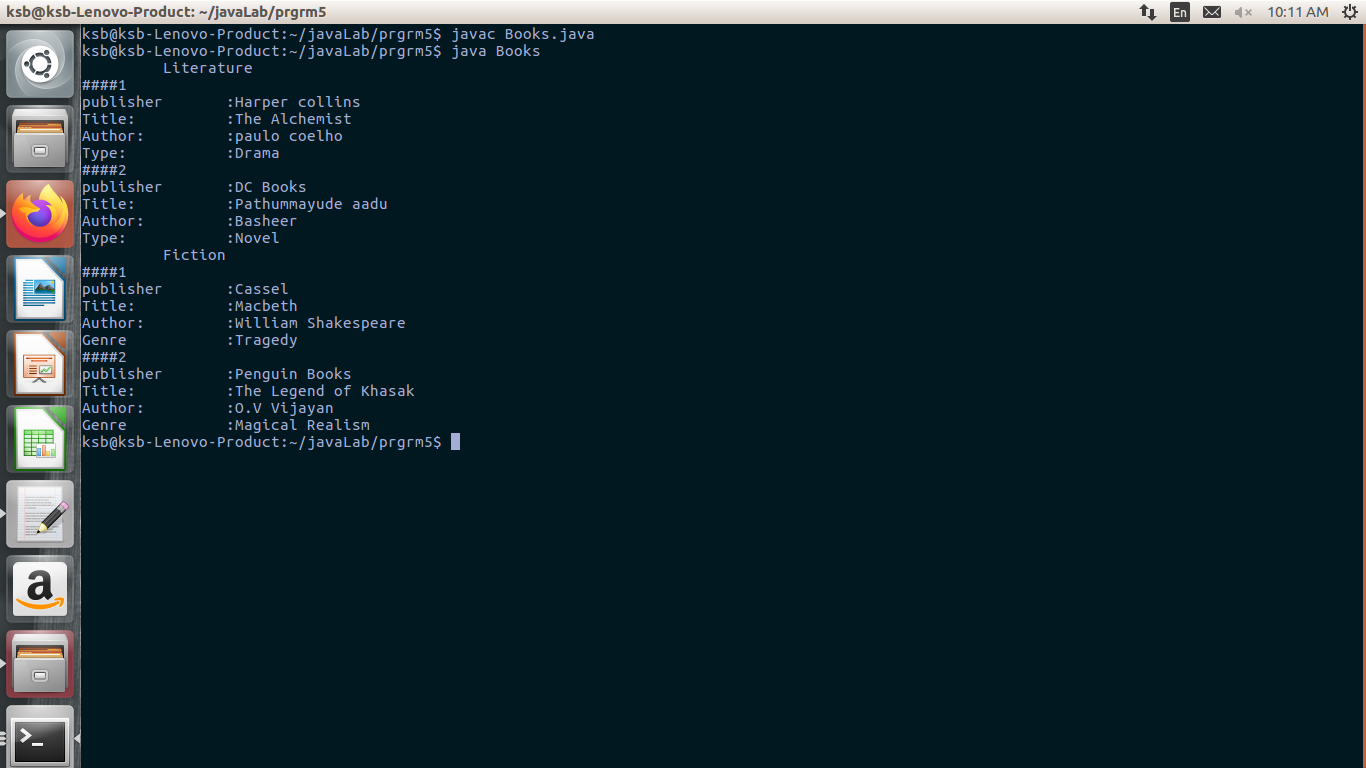 ksb@ksb-Lenovo-Product: ~/javaLab/prgrm5
En
10:11 AM
ksb@ksb-Lenovo-Product:~/javaLab/prgrm5$ javac Books.java
ksb@ksb-Lenovo-Product:~/javaLab/prgrm5$ java Books
Literature
####1
publisher :Harper collins
Title: :The Alchemist
Author: :paulo coelho
Type: :Drama
####2
publisher :DC Books
Title: :Pathummayude aadu
Author: :Basheer
Type: :Novel
Fiction
####1
publisher :Cassel
Title: :Macbeth
Author: :William Shakespeare
Genre :Tragedy
####2
publisher :Penguin Books
Title: :The Legend of Khasak
Author: :O.V Vijayan
Genre :Magical Realism
ksb@ksb-Lenovo-Product:~/javaLab/prgrm5$
a
>_